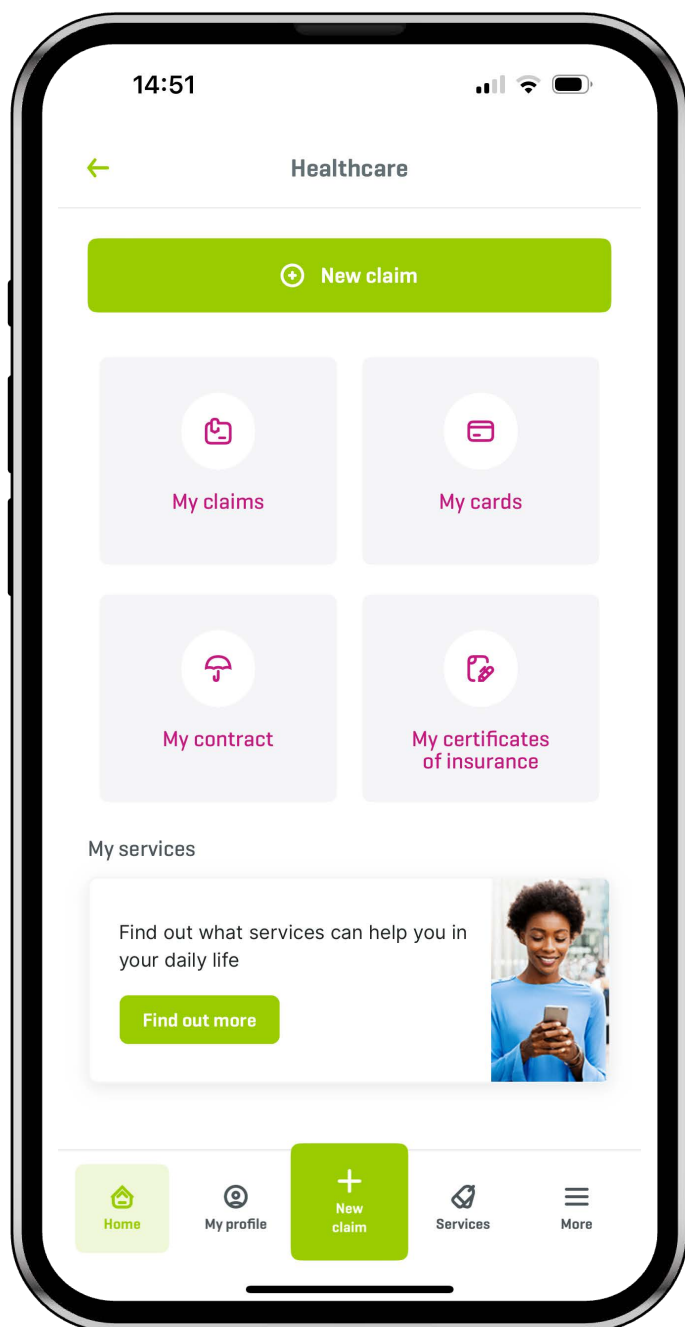 14:51
Healthcare
New claim
My claims
My cards
My contract
My certificates
of insurance
My services
Find out what services can help you in
your daily life
Find out more
Home
My profile
New
claim
Services
More